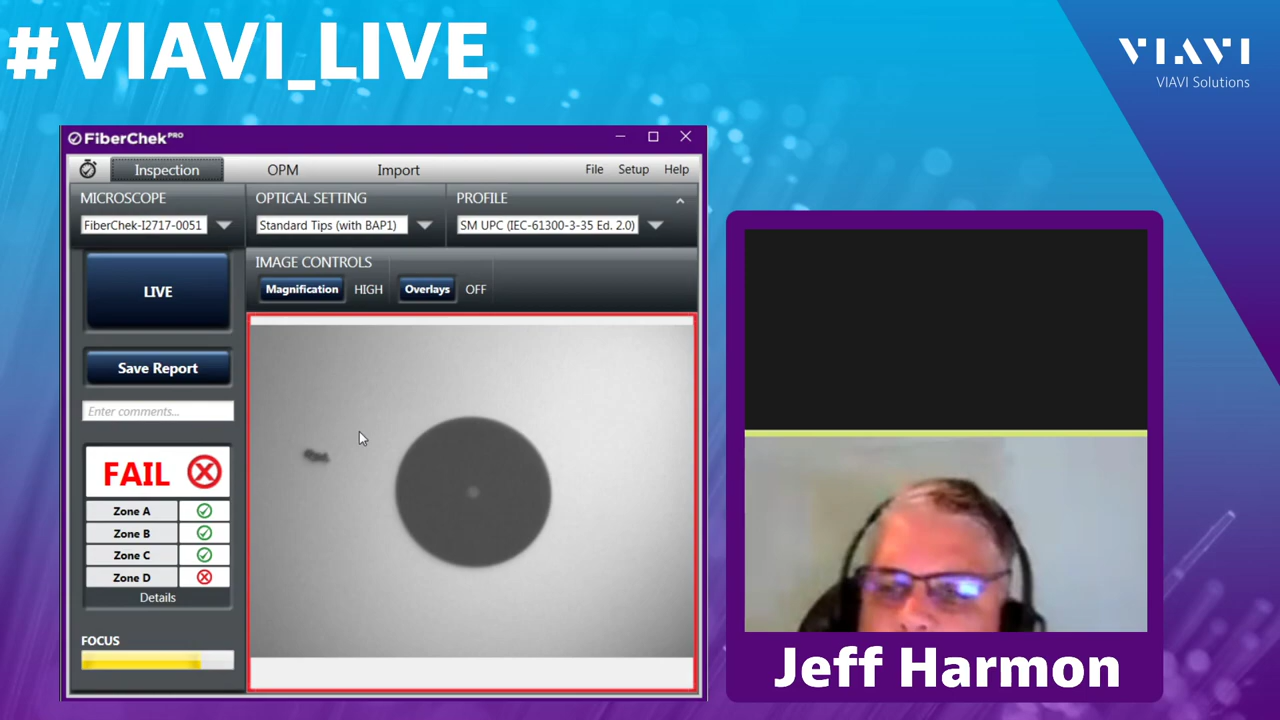 #VIAVI_LIVE
VIAVI
VIAVI Solutions
FiberChek PRO
Inspection OPM Import File Setup Help
MICROSCOPE OPTICAL SETTING PROFILE
FiberChek-I2717-0051 Standard Tips (with BAP1) SM UPC (IEC-61300-3-35 Ed. 2.0)
IMAGE CONTROLS
Magnification HIGH Overlays OFF
LIVE
Save Report
Enter comments...
FAIL
Zone A
Zone B
Zone C
Zone D
Details
FOCUS
Jeff Harmon